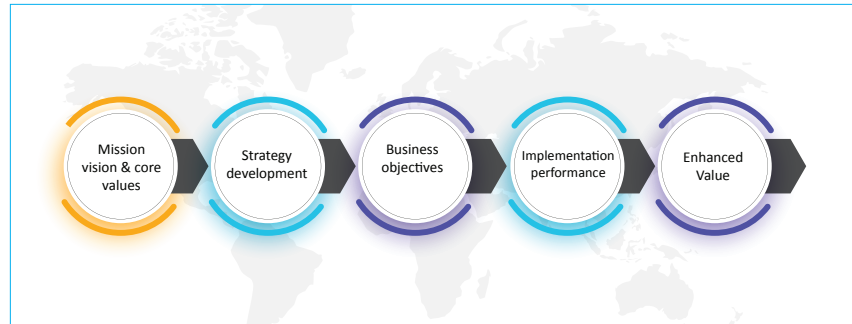 Mission
vision & core
values
Strategy
development
Business
objectives
Implementation
performance
Enhanced
Value